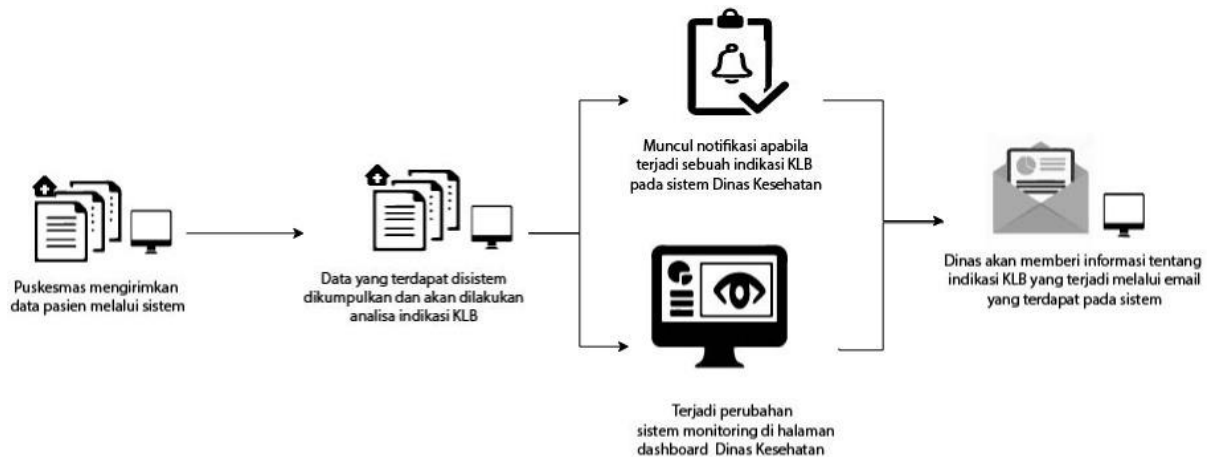 Puskesmas mengirimkan
data pasien melalui sistem
Data yang terdapat disistem
dikumpulkan dan akan dilakukan
analisa indikasi KLB
Muncul notifikasi apabila
terjadi sebuah indikasi KLB
pada sistem Dinas Kesehatan
Terjadi perubahan
sistem monitoring di halaman
dashboard Dinas Kesehatan
Dinas akan memberi informasi tentang
indikasi KLB yang terjadi melalui email
yang terdapat pada sistem